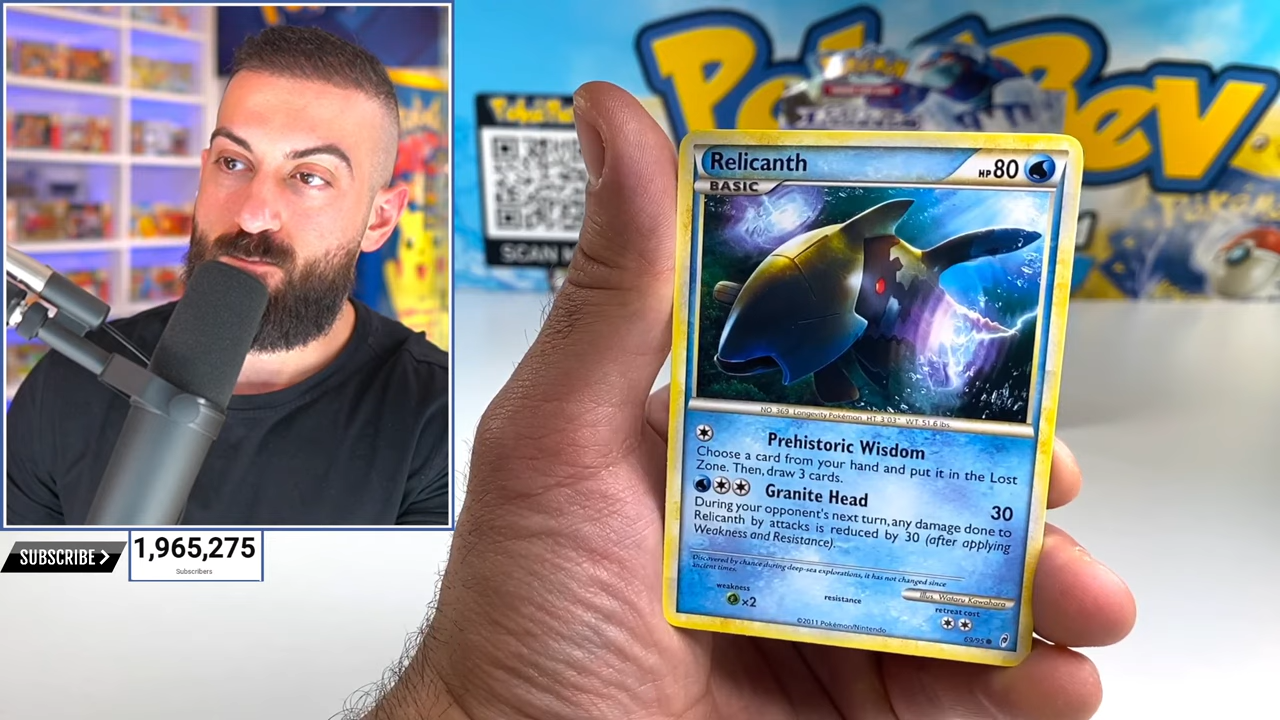 PokéRev
SCAN
SUBSCRIBE >
1,965,275
Subscribers
Relicanth
HP 80
BASIC
NO. 369 Longevity Pokémon HT: 3'03" WT: 51.6 lbs.
Prehistoric Wisdom
Choose a card from your hand and put it in the Lost
Zone. Then, draw 3 cards.
Granite Head 30
During your opponent's next turn, any damage done to
Relicanth by attacks is reduced by 30 (after applying
Weakness and Resistance).
Discovered by chance during deep-sea explorations, it has not changed since
ancient times.
Illus. Wataru Kawahara
weakness
resistance
retreat cost
×2
©2011 Pokémon/Nintendo
69/95